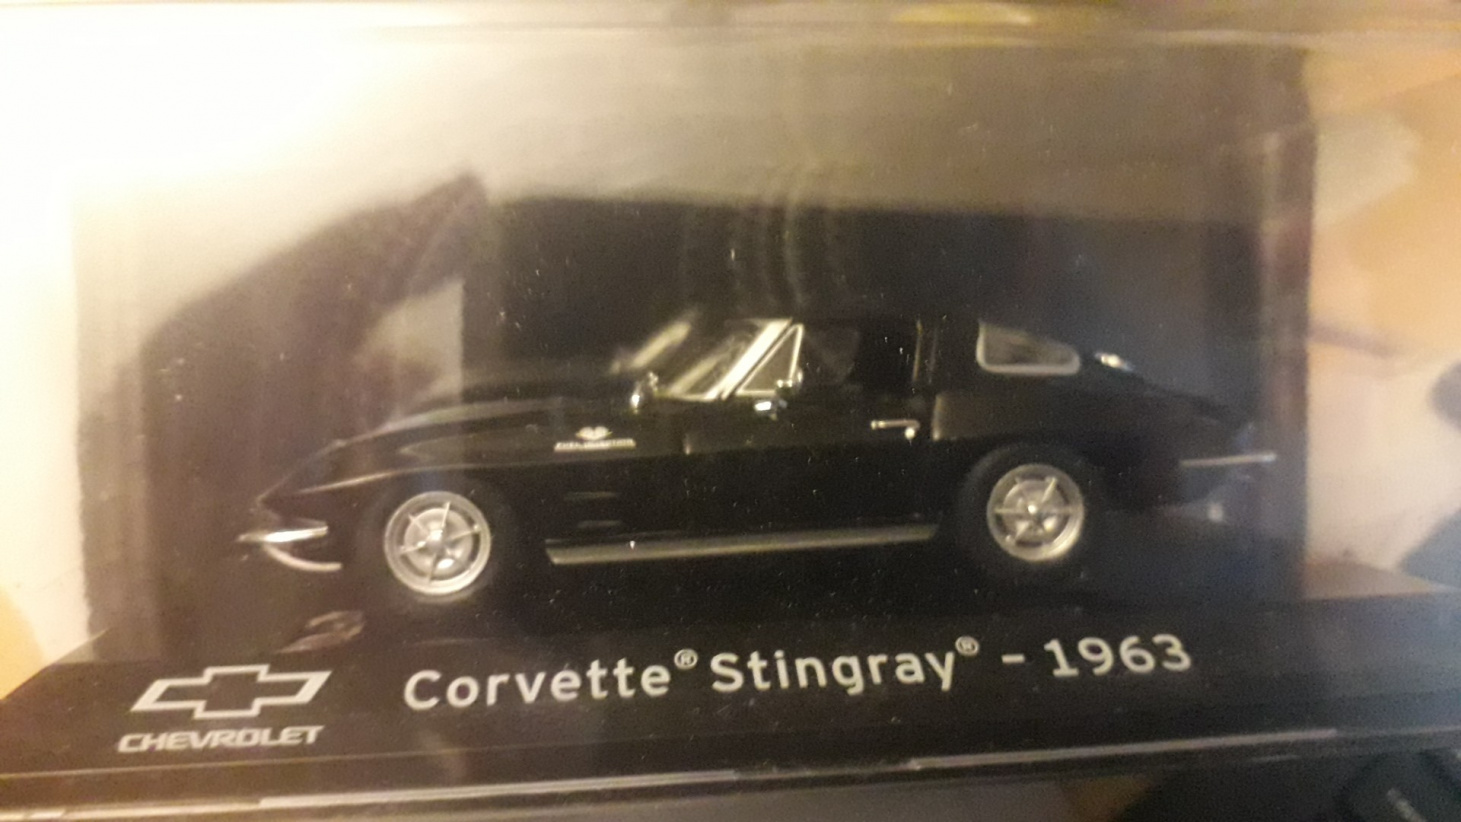 Corvette® Stingray® - 1963
CHEVROLET